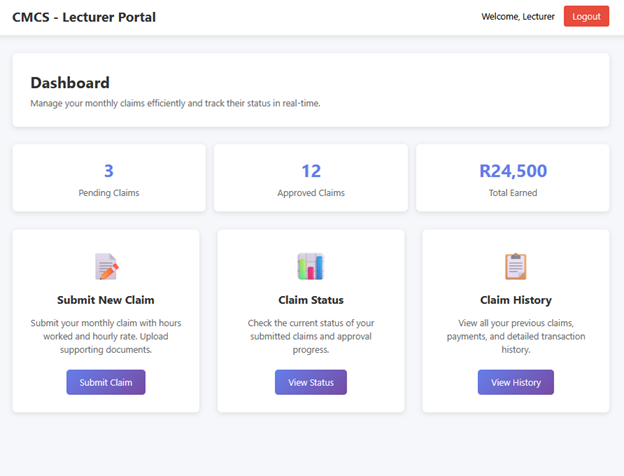 CMCS - Lecturer Portal
Welcome, Lecturer
Logout
Dashboard
Manage your monthly claims efficiently and track their status in real-time.
3
Pending Claims
12
Approved Claims
R24,500
Total Earned
Submit New Claim
Submit your monthly claim with hours
worked and hourly rate. Upload
supporting documents.
Submit Claim
Claim Status
Check the current status of your
submitted claims and approval
progress.
View Status
Claim History
View all your previous claims,
payments, and detailed transaction
history.
View History